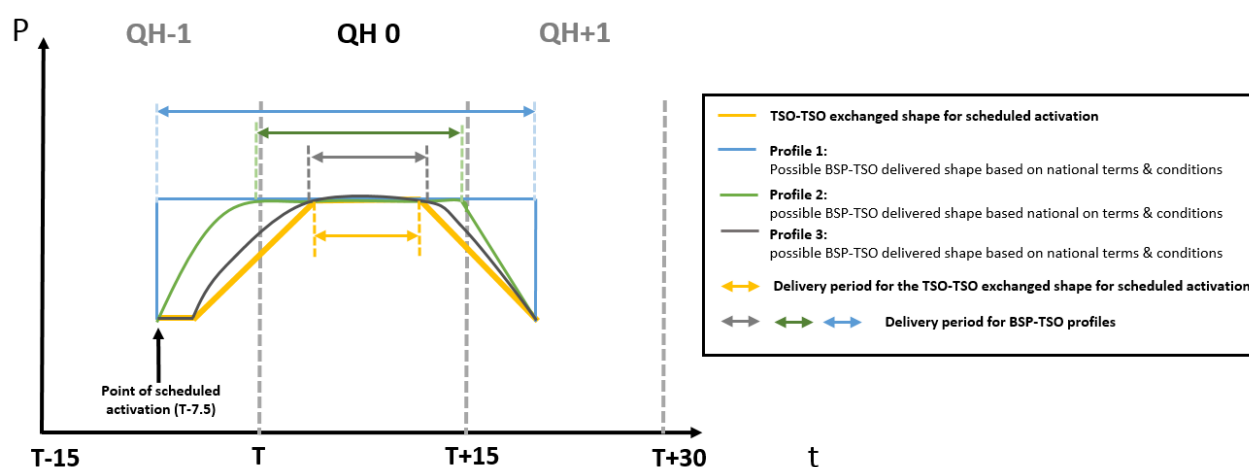 P
QH-1
QH 0
QH+1
TSO-TSO exchanged shape for scheduled activation
Profile 1:
Possible BSP-TSO delivered shape based on national terms & conditions
Profile 2:
possible BSP-TSO delivered shape based national on terms & conditions
Profile 3:
possible BSP-TSO delivered shape based on national terms & conditions
Delivery period for the TSO-TSO exchanged shape for scheduled activation
Delivery period for BSP-TSO profiles
Point of scheduled
activation (T-7.5)
T-15
T
T+15
T+30
t